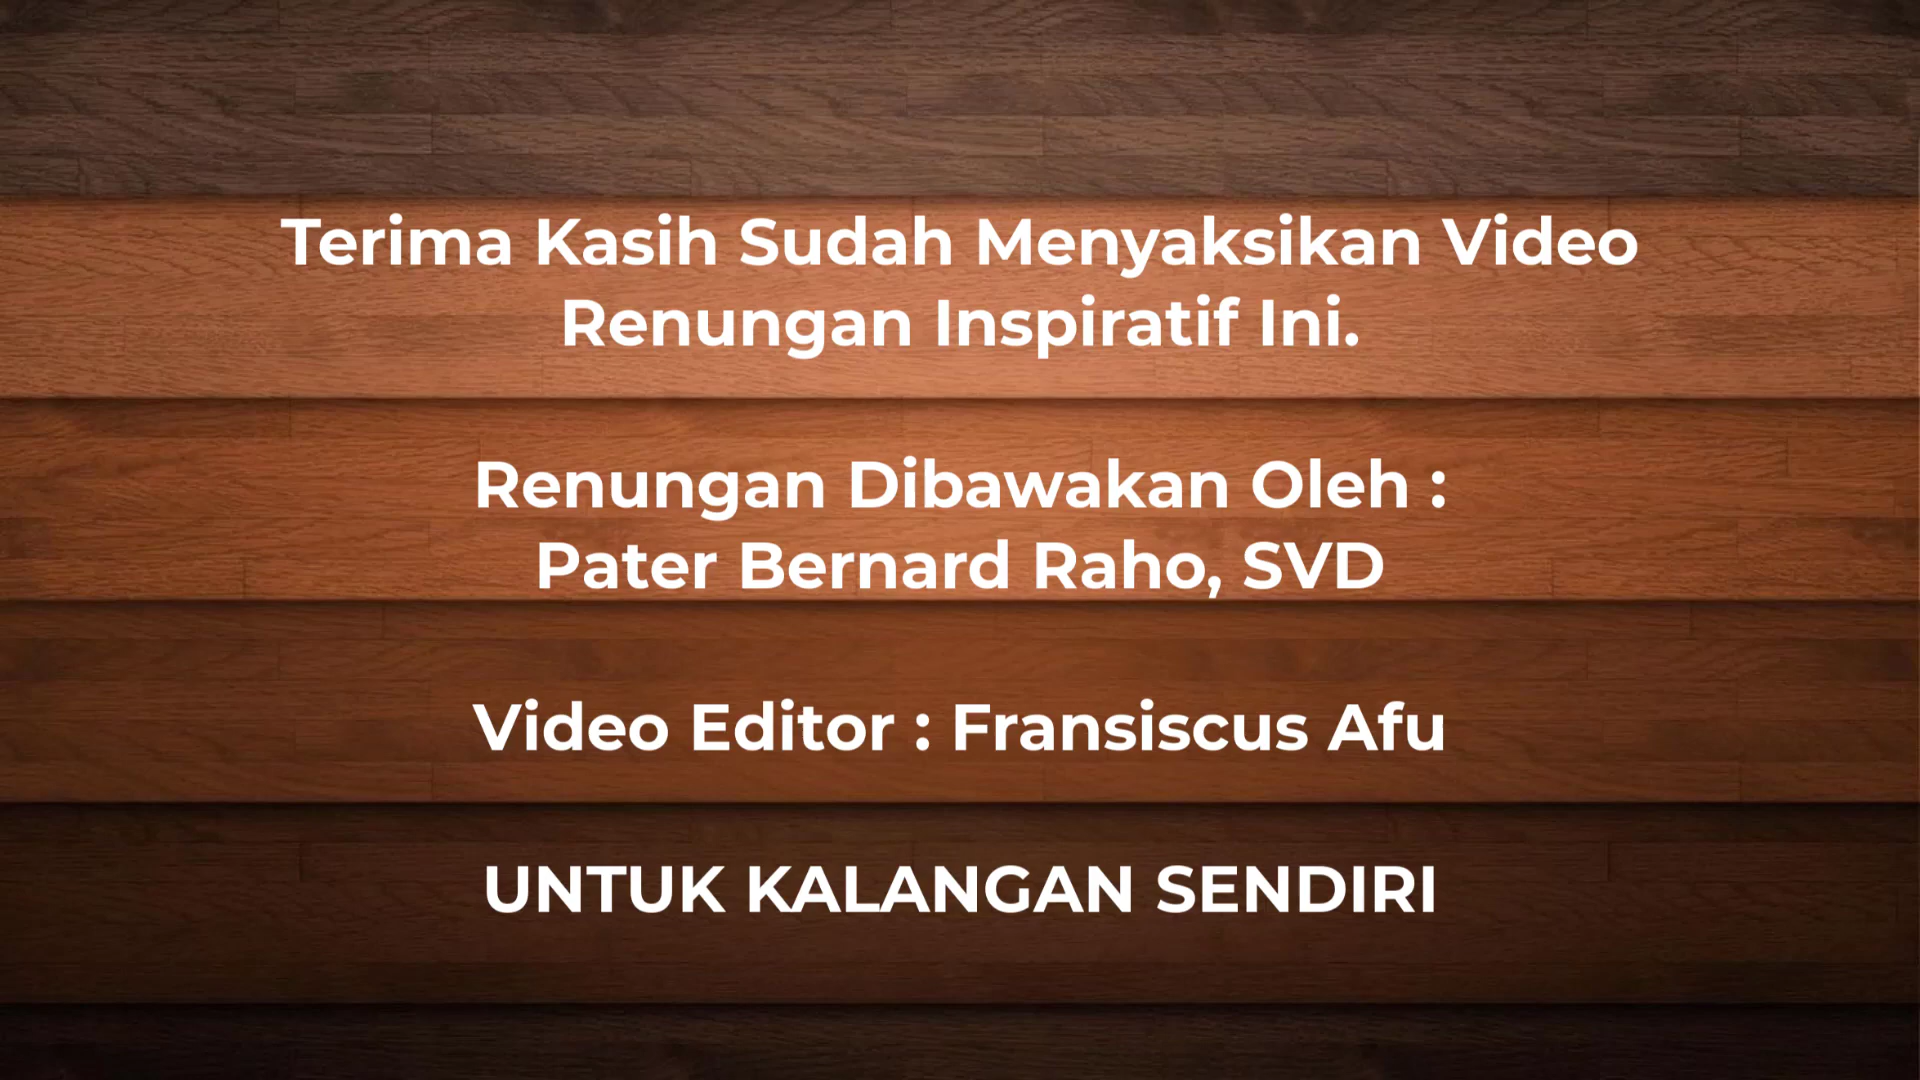 Terima Kasih Sudah Menyaksikan Video
Renungan Inspiratif Ini.
Renungan Dibawakan Oleh :
Pater Bernard Raho, SVD
Video Editor : Fransiscus Afu
UNTUK KALANGAN SENDIRI